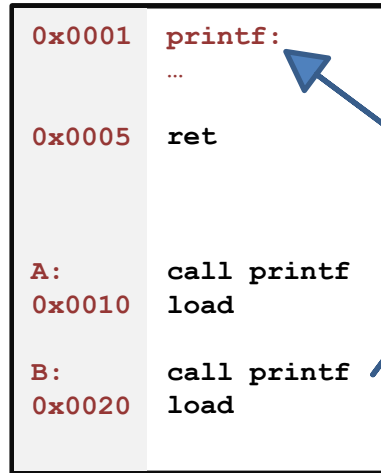 0x0001 printf:
…
0x0005 ret
A: call printf
0x0010 load
B: call printf
0x0020 load